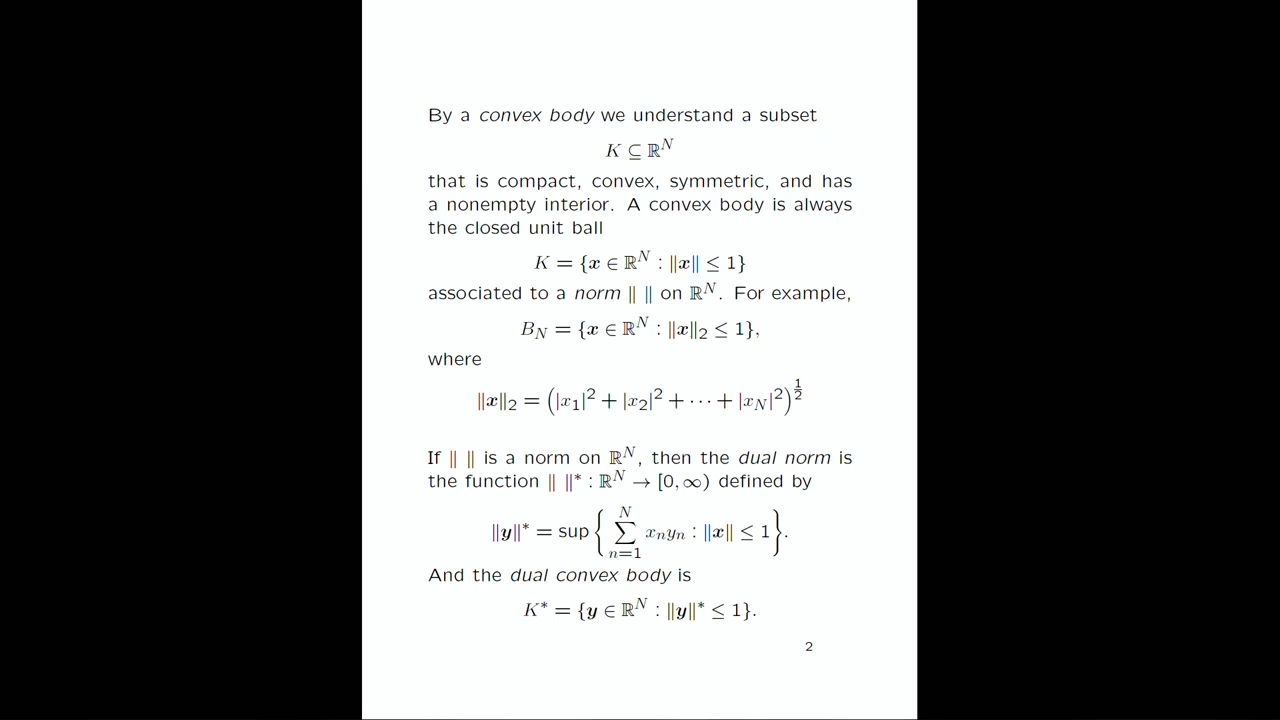 By a convex body we understand a subset
K ⊆ ℝ^N
that is compact, convex, symmetric, and has
a nonempty interior. A convex body is always
the closed unit ball
K = {x ∈ ℝ^N : ‖x‖ ≤ 1}
associated to a norm ‖ ‖ on ℝ^N. For example,
B_N = {x ∈ ℝ^N : ‖x‖_2 ≤ 1},
where
‖x‖_2 = (|x_1|^2 + |x_2|^2 + ⋯ + |x_N|^2)^{1/2}
If ‖ ‖ is a norm on ℝ^N, then the dual norm is
the function ‖ ‖* : ℝ^N → [0, ∞) defined by
‖y‖* = sup { ∑_{n=1}^{N} x_n y_n : ‖x‖ ≤ 1 }.
And the dual convex body is
K* = {y ∈ ℝ^N : ‖y‖* ≤ 1}.
2